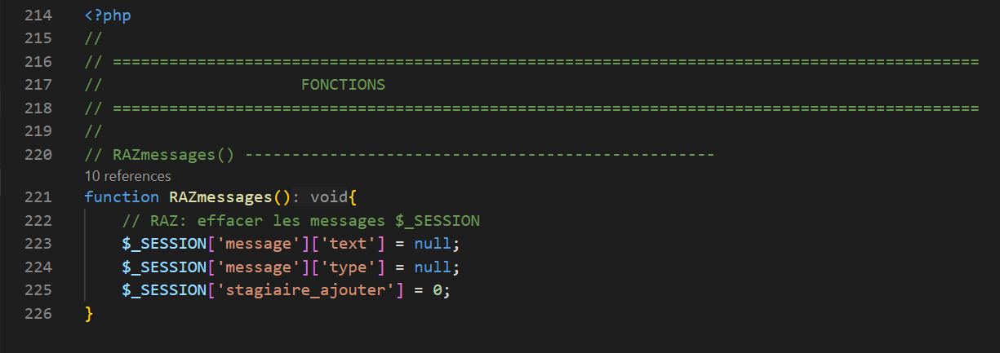 214 <?php
215 //
216 // ============================================================================================
217 //                     FONCTIONS
218 // ============================================================================================
219 //
220 // RAZmessages() --------------------------------------------------
10 references
221 function RAZmessages(): void{
222     // RAZ: effacer les messages $_SESSION
223     $_SESSION['message']['text'] = null;
224     $_SESSION['message']['type'] = null;
225     $_SESSION['stagiaire_ajouter'] = 0;
226 }